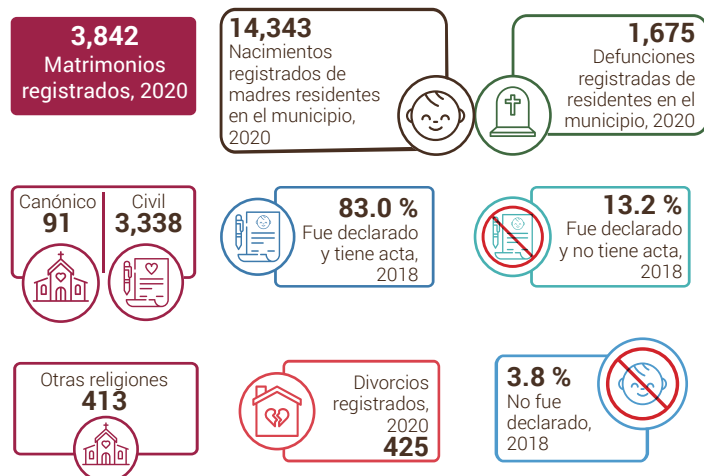 3,842
Matrimonios
registrados, 2020
14,343
Nacimientos
registrados de
madres residentes
en el municipio,
2020
1,675
Defunciones
registradas de
residentes en el
municipio, 2020
Canónico
91
Civil
3,338
83.0 %
Fue declarado
y tiene acta,
2018
13.2 %
Fue declarado
y no tiene acta,
2018
Otras religiones
413
Divorcios
registrados,
2020
425
3.8 %
No fue
declarado,
2018